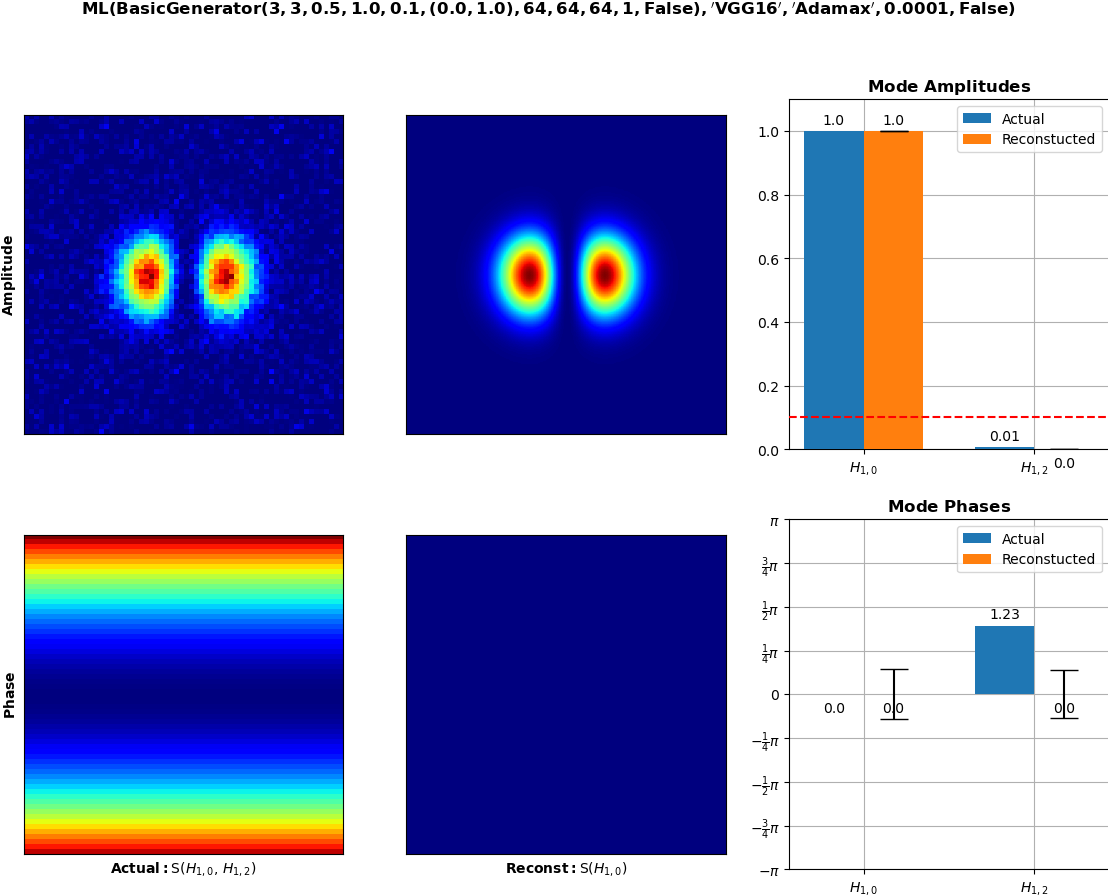 ML(BasicGenerator(3, 3, 0.5, 1.0, 0.1, (0.0, 1.0), 64, 64, 64, 1, False), 'VGG16', 'Adamax', 0.0001, False)
Amplitude
Mode Amplitudes
1.0 1.0
Actual
Reconstucted
1.0
0.8
0.6
0.4
0.2
0.0
0.01
0.0
H₁,₀ H₁,₂
Phase
Actual: S(H₁,₀, H₁,₂)
Reconst: S(H₁,₀)
Mode Phases
Actual
Reconstucted
π
¾π
½π
¼π
0
−¼π
−½π
−¾π
−π
1.23
0.0 0.0 0.0
H₁,₀ H₁,₂